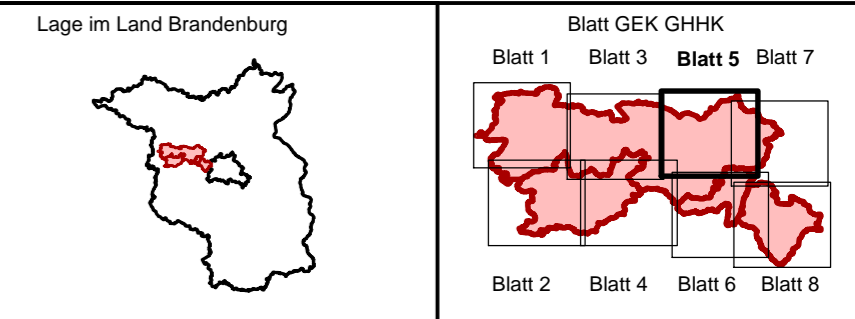 Lage im Land Brandenburg
Blatt GEK GHHK
Blatt 1 Blatt 3 Blatt 5 Blatt 7
Blatt 2 Blatt 4 Blatt 6 Blatt 8